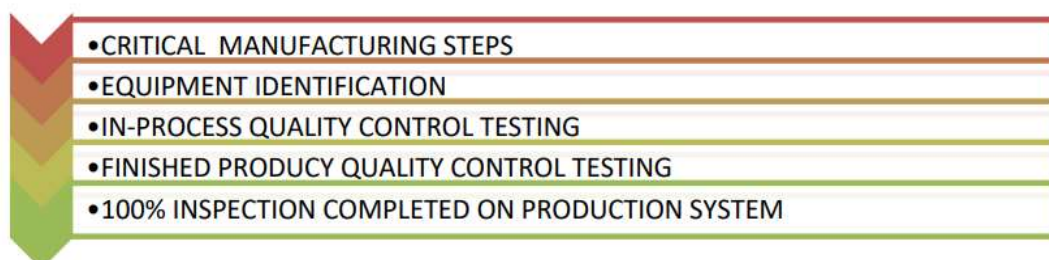 •CRITICAL  MANUFACTURING STEPS
•EQUIPMENT IDENTIFICATION
•IN-PROCESS QUALITY CONTROL TESTING
•FINISHED PRODUCY QUALITY CONTROL TESTING
•100% INSPECTION COMPLETED ON PRODUCTION SYSTEM